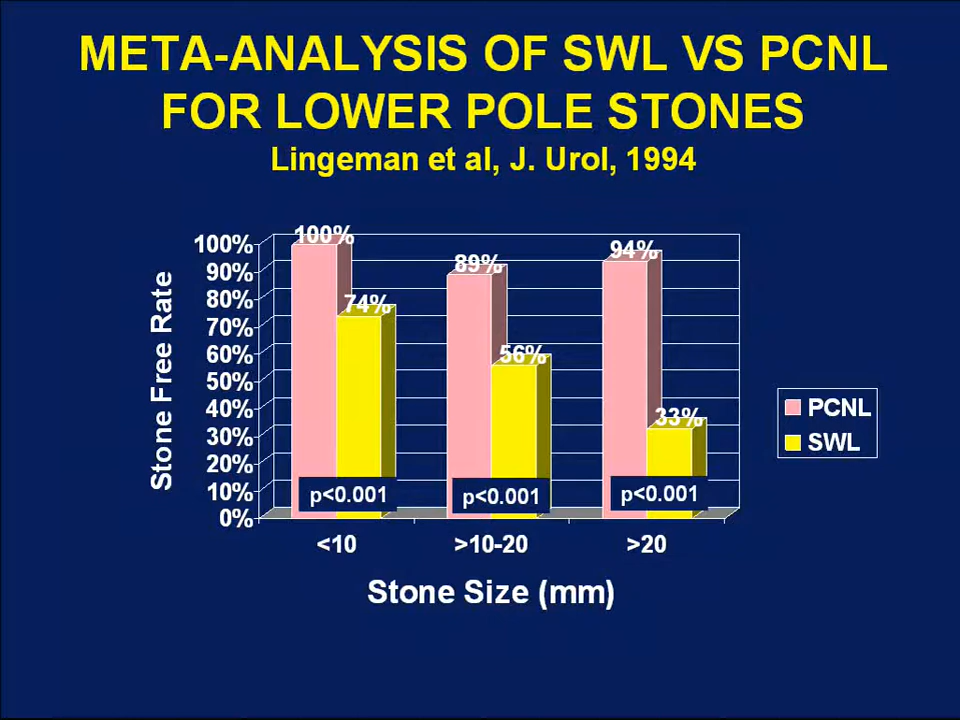 META-ANALYSIS OF SWL VS PCNL
FOR LOWER POLE STONES
Lingeman et al, J. Urol, 1994
Stone Free Rate
100%
90%
80%
70%
60%
50%
40%
30%
20%
10%
0%
100%
74%
89%
56%
94%
33%
p<0.001
p<0.001
p<0.001
<10
>10-20
>20
Stone Size (mm)
PCNL
SWL